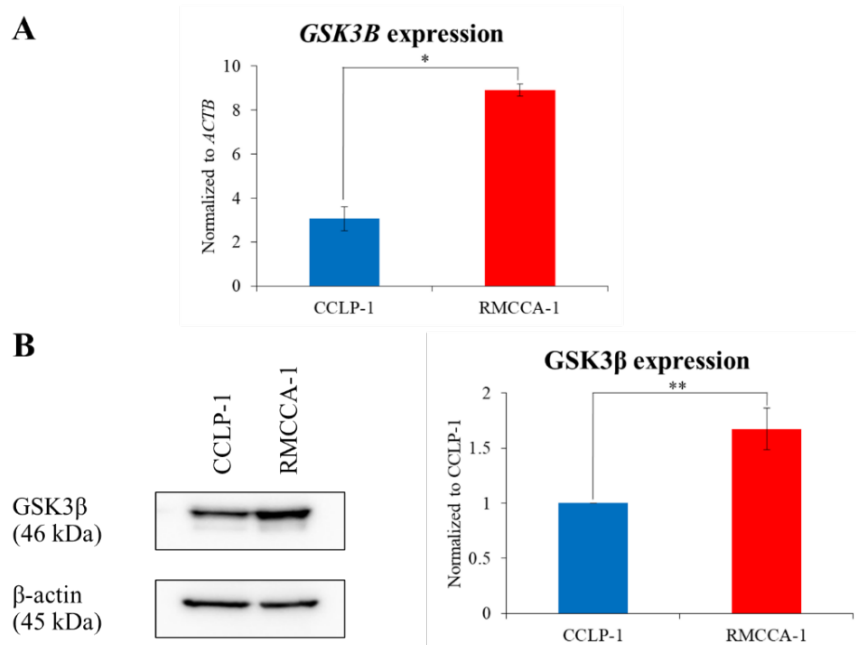 A
GSK3B expression
*
Normalized to ACTB
10
8
6
4
2
0
CCLP-1 RMCCA-1
B
CCLP-1 RMCCA-1
GSK3β
(46 kDa)
β-actin
(45 kDa)
GSK3β expression
**
Normalized to CCLP-1
2
1.5
1
0.5
0
CCLP-1 RMCCA-1